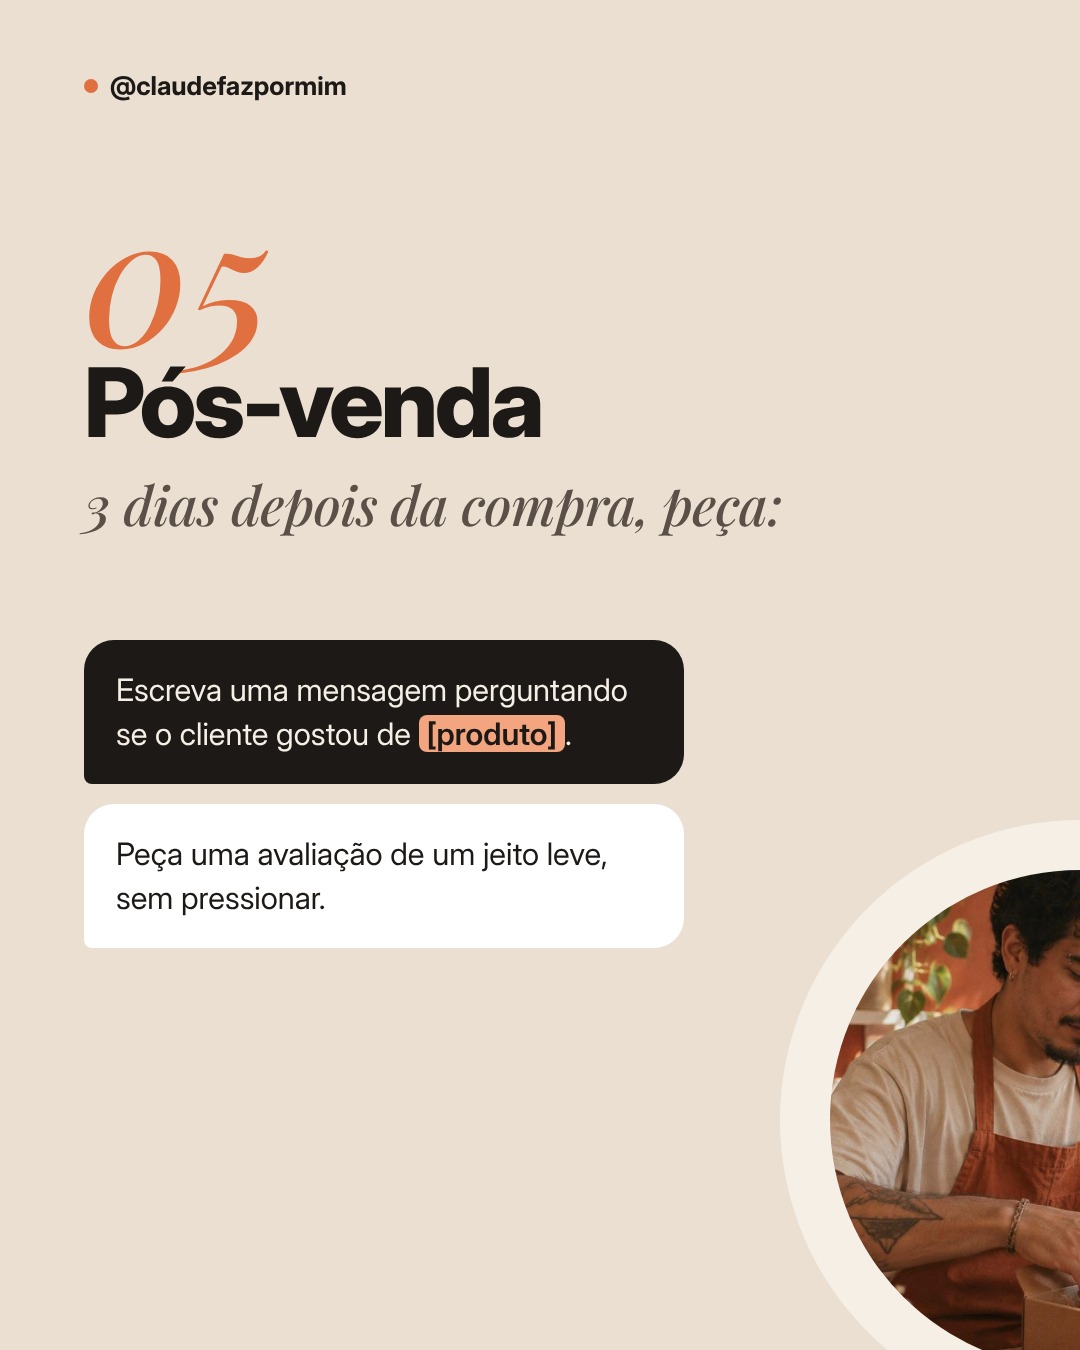 @claudefazpormim
05
Pós-venda
3 dias depois da compra, peça:
Escreva uma mensagem perguntando
se o cliente gostou de [produto].
Peça uma avaliação de um jeito leve,
sem pressionar.